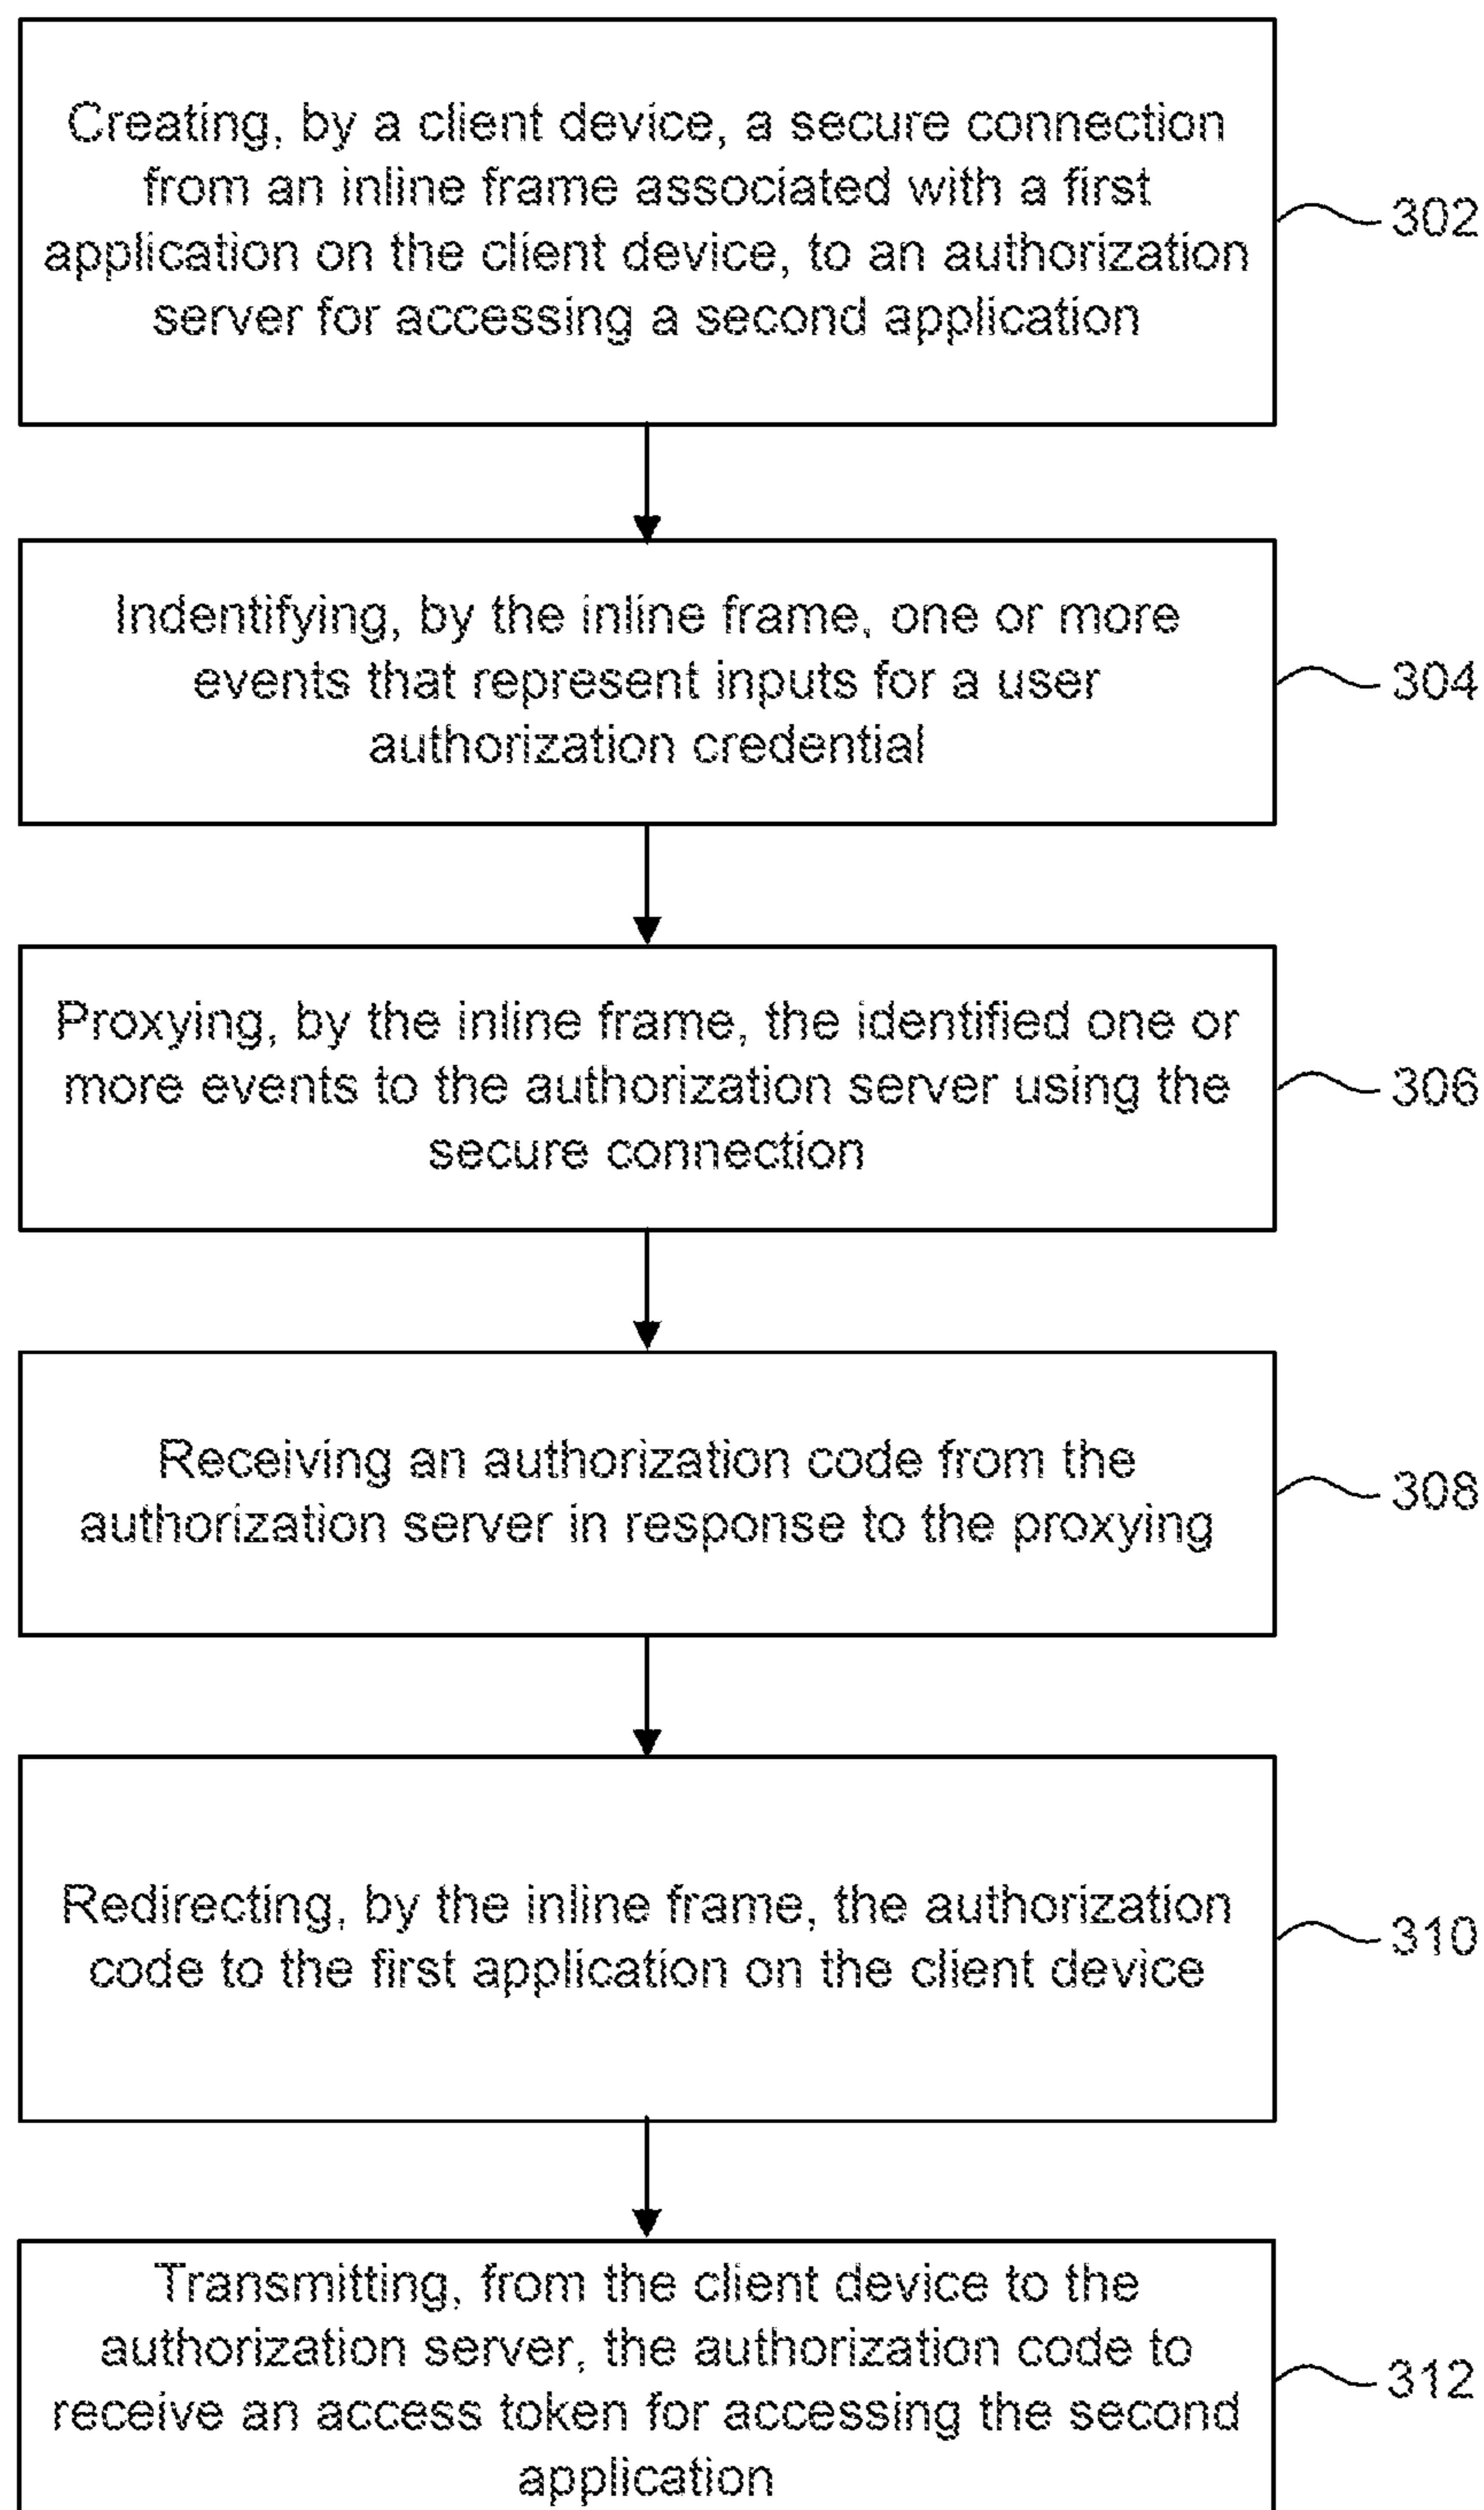 Creating, by a client device, a secure connection
from an inline frame associated with a first
application on the client device, to an authorization
server for accessing a second application
302
Indentifying, by the inline frame, one or more
events that represent inputs for a user
authorization credential
304
Proxying, by the inline frame, the identified one or
more events to the authorization server using the
secure connection
306
Receiving an authorization code from the
authorization server in response to the proxying
308
Redirecting, by the inline frame, the authorization
code to the first application on the client device
310
Transmitting, from the client device to the
authorization server, the authorization code to
receive an access token for accessing the second
application
312